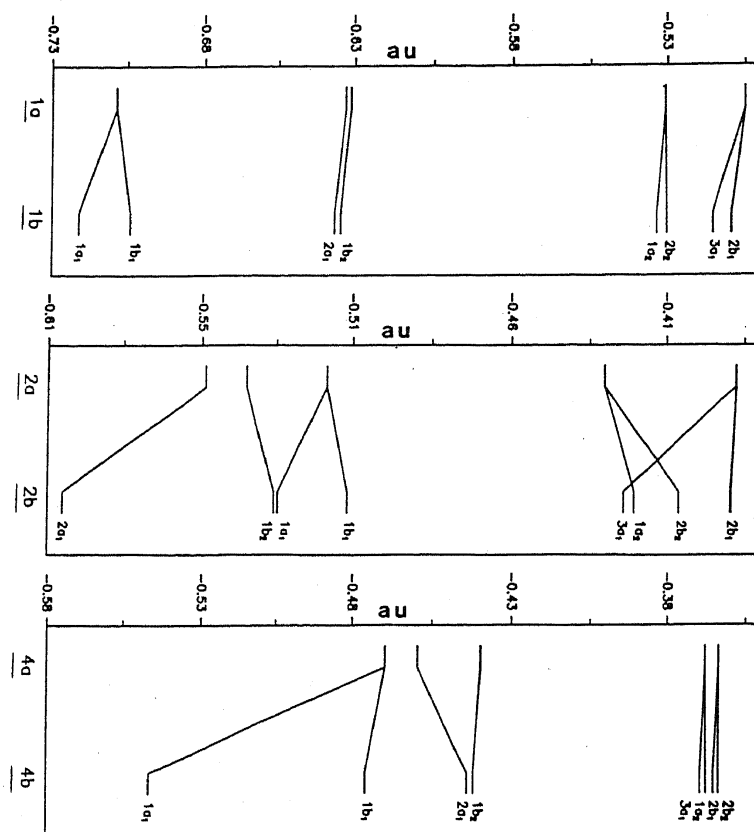 -0.73
-0.68
-0.63
-0.58
-0.53
au
1a
1b
1a₁
1b₁
2a₁
1b₂
1a₂
2b₂
3a₁
2b₁
-0.61
-0.55
-0.51
-0.46
-0.41
au
2a
2b
2a₁
1b₂
1a₁
1b₁
3a₁
1a₂
2b₂
2b₁
-0.58
-0.53
-0.48
-0.43
-0.38
au
4a
4b
1a₁
1b₁
2a₁
1b₂
3a₁
1a₂
2b₁
2b₂